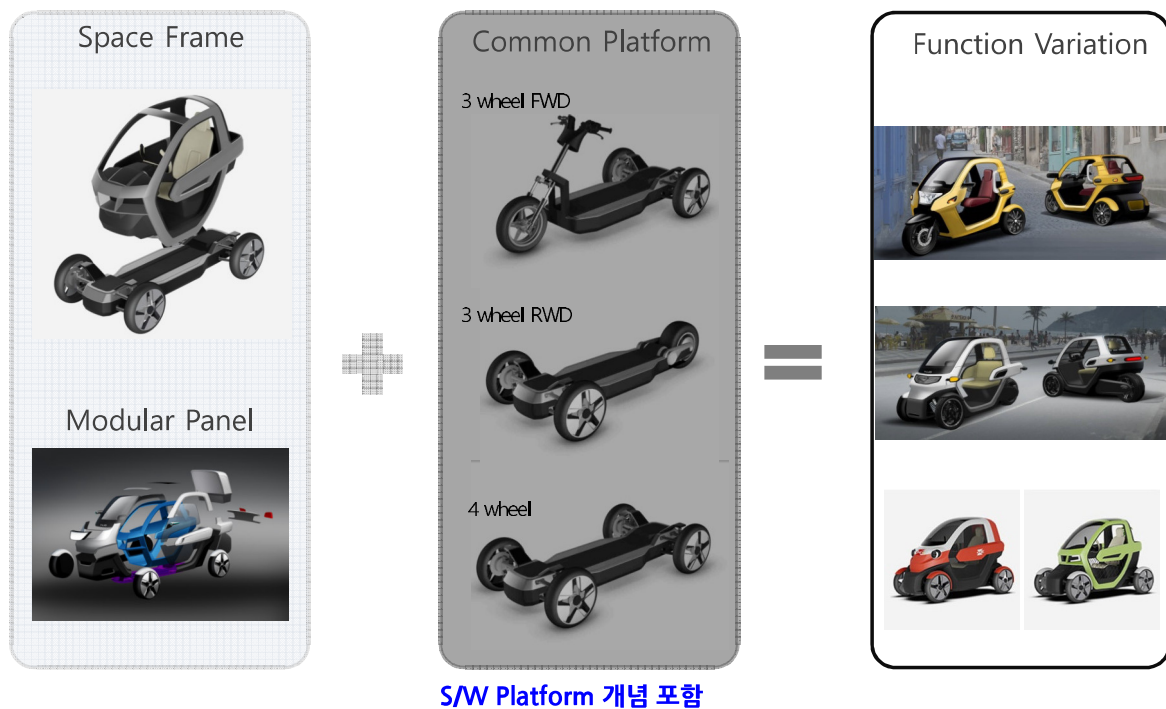 Space Frame
Modular Panel
Common Platform
3 wheel FWD
3 wheel RWD
4 wheel
Function Variation
S/W Platform 개념 포함